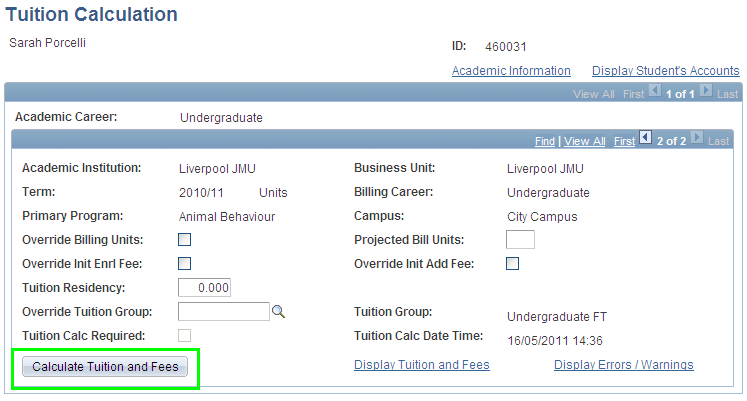 Tuition Calculation
Sarah Porcelli
ID: 460031
Academic Information Display Student's Accounts
View All First 1 of 1 Last
Academic Career: Undergraduate
Find | View All First 2 of 2 Last
Academic Institution: Liverpool JMU Business Unit: Liverpool JMU
Term: 2010/11 Units Billing Career: Undergraduate
Primary Program: Animal Behaviour Campus: City Campus
Override Billing Units: Projected Bill Units:
Override Init Enrl Fee: Override Init Add Fee:
Tuition Residency: 0.000
Override Tuition Group: Tuition Group: Undergraduate FT
Tuition Calc Required: Tuition Calc Date Time: 16/05/2011 14:36
Calculate Tuition and Fees Display Tuition and Fees Display Errors / Warnings